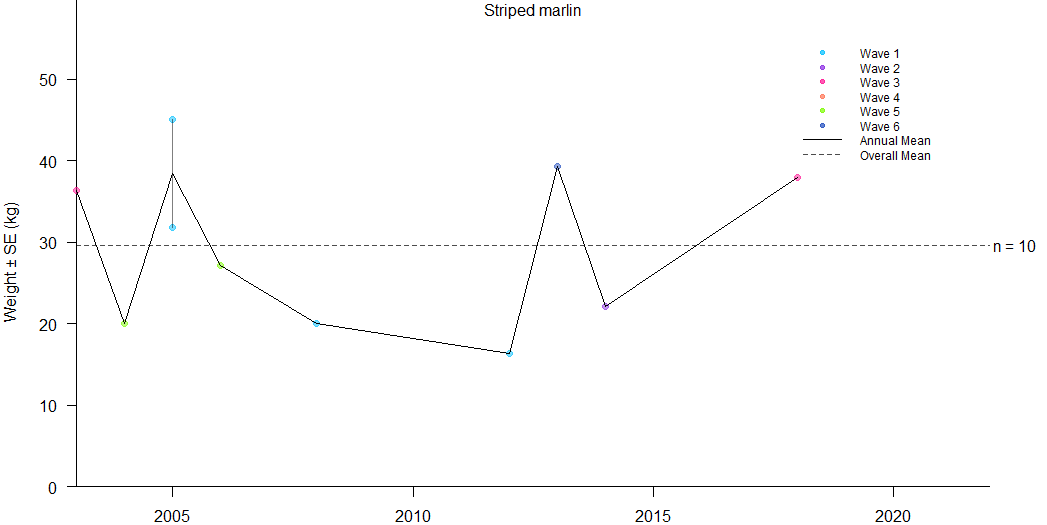 Striped marlin
Wave 1
Wave 2
Wave 3
Wave 4
Wave 5
Wave 6
Annual Mean
Overall Mean
Weight ± SE (kg)
50
40
30
20
10
0
n = 10
2005
2010
2015
2020